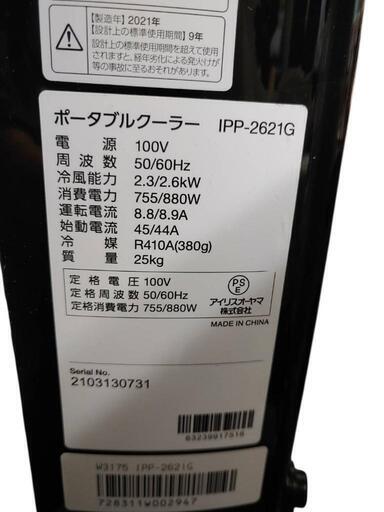 【製造年】2021年
【設計上の標準使用期間】9年
設計上の標準使用期間を超えて使用
されますと、経年劣化による発火けが
等の事故に至るおそれがあります。
ポータブルクーラー IPP-2621G
電源 100V
周波数 50/60Hz
冷風能力 2.3/2.6kW
消費電力 755/880W
運転電流 8.8/8.9A
始動電流 45/44A
冷媒 R410A(380g)
質量 25kg
定格電圧 100V
定格周波数 50/60Hz
定格消費電力 755/880W
PS
E
アイリスオーヤマ
株式会社
MADE IN CHINA
Serial No.
2103130731
63239917516
W3175 IPP-2621G
728311W002947